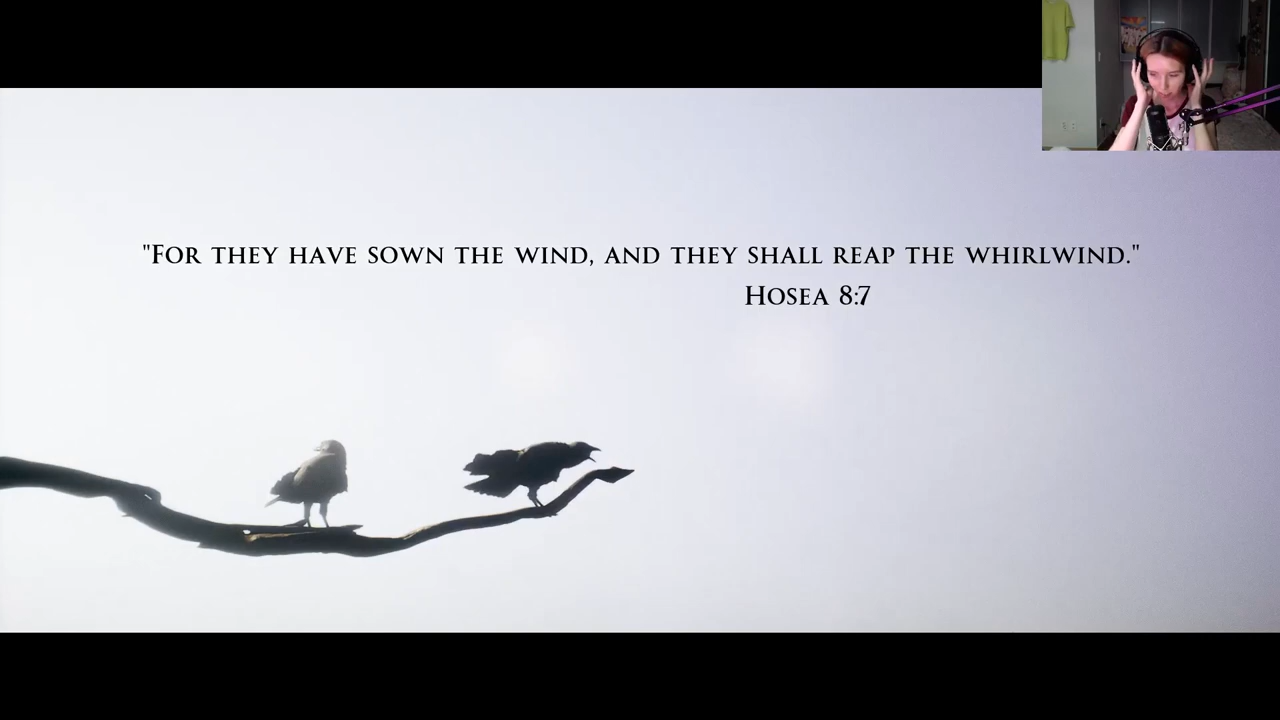 "For they have sown the wind, and they shall reap the whirlwind."
Hosea 8:7